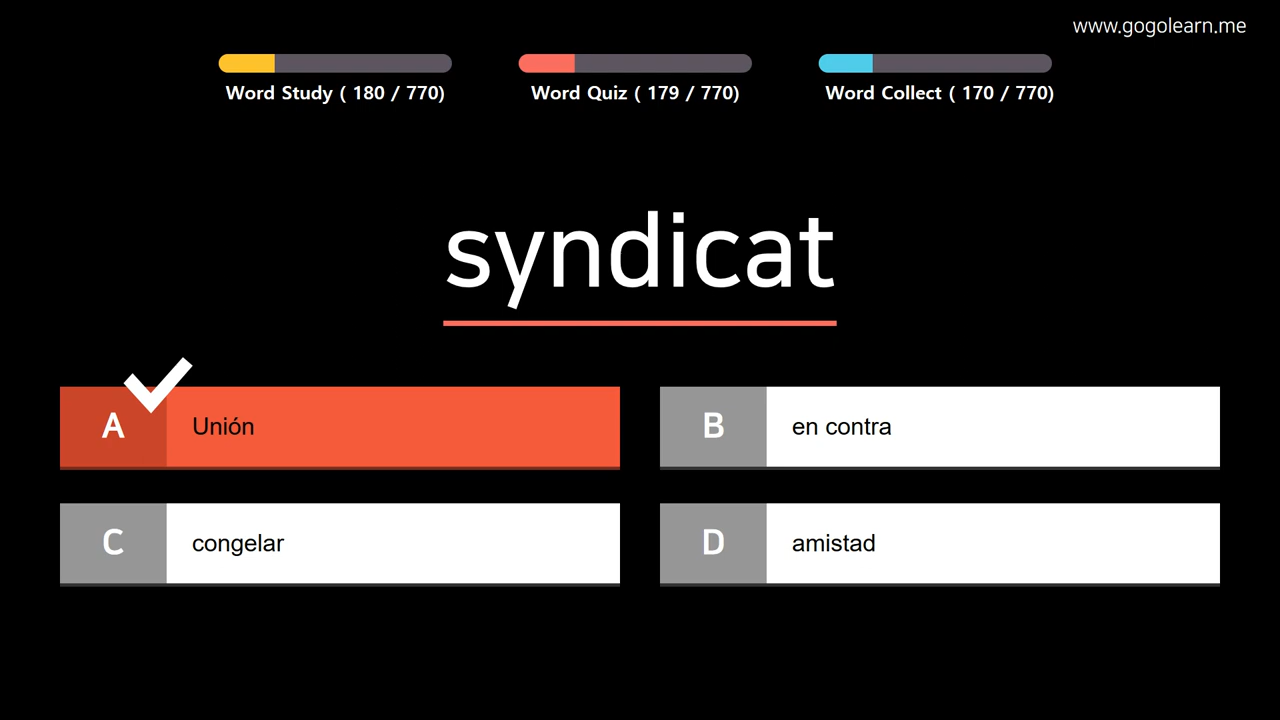 www.gogolearn.me
Word Study ( 180 / 770)
Word Quiz ( 179 / 770)
Word Collect ( 170 / 770)
syndicat
A
Unión
B
en contra
C
congelar
D
amistad